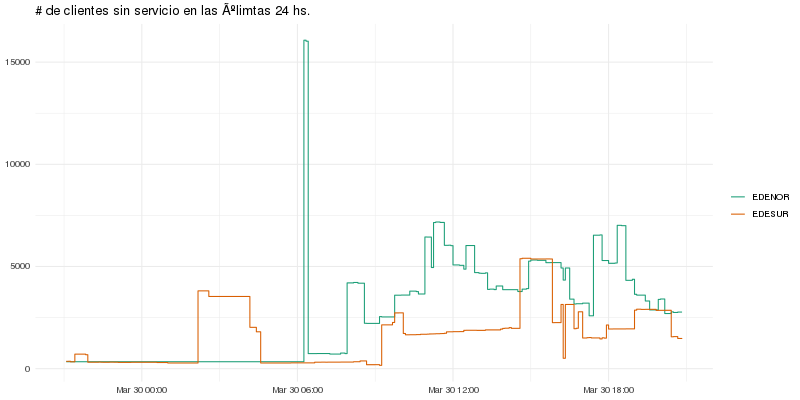 # de clientes sin servicio en las Ãºlimtas 24 hs.
15000
10000
5000
0
Mar 30 00:00
Mar 30 06:00
Mar 30 12:00
Mar 30 18:00
EDENOR
EDESUR